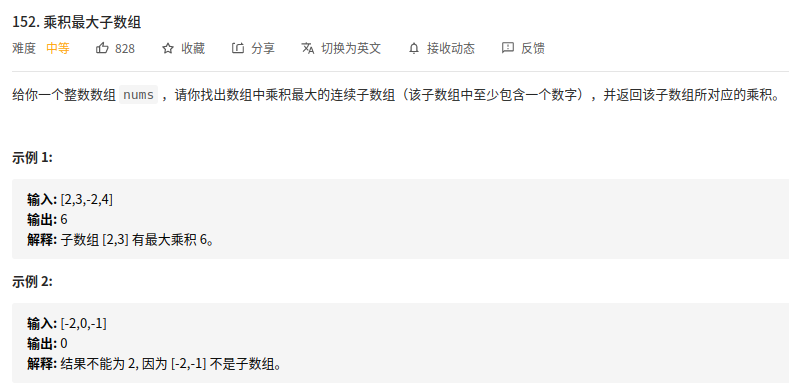 152. 乘积最大子数组
难度 中等 828 收藏 分享 切换为英文 接收动态 反馈
给你一个整数数组 nums ，请你找出数组中乘积最大的连续子数组（该子数组中至少包含一个数字），并返回该子数组所对应的乘积。
示例 1:
输入: [2,3,-2,4]
输出: 6
解释: 子数组 [2,3] 有最大乘积 6。
示例 2:
输入: [-2,0,-1]
输出: 0
解释: 结果不能为 2, 因为 [-2,-1] 不是子数组。